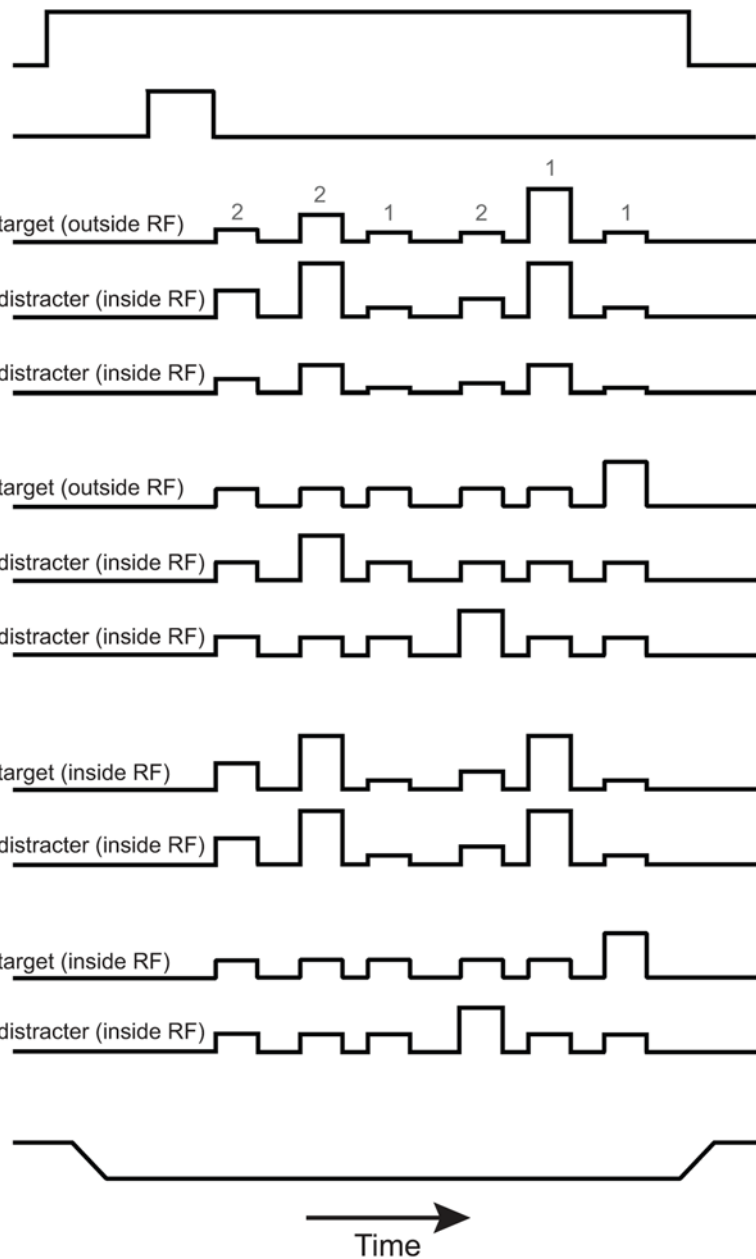 1
2
2 1 2 1
target (outside RF)
distracter (inside RF)
distracter (inside RF)
target (outside RF)
distracter (inside RF)
distracter (inside RF)
target (inside RF)
distracter (inside RF)
target (inside RF)
distracter (inside RF)
Time